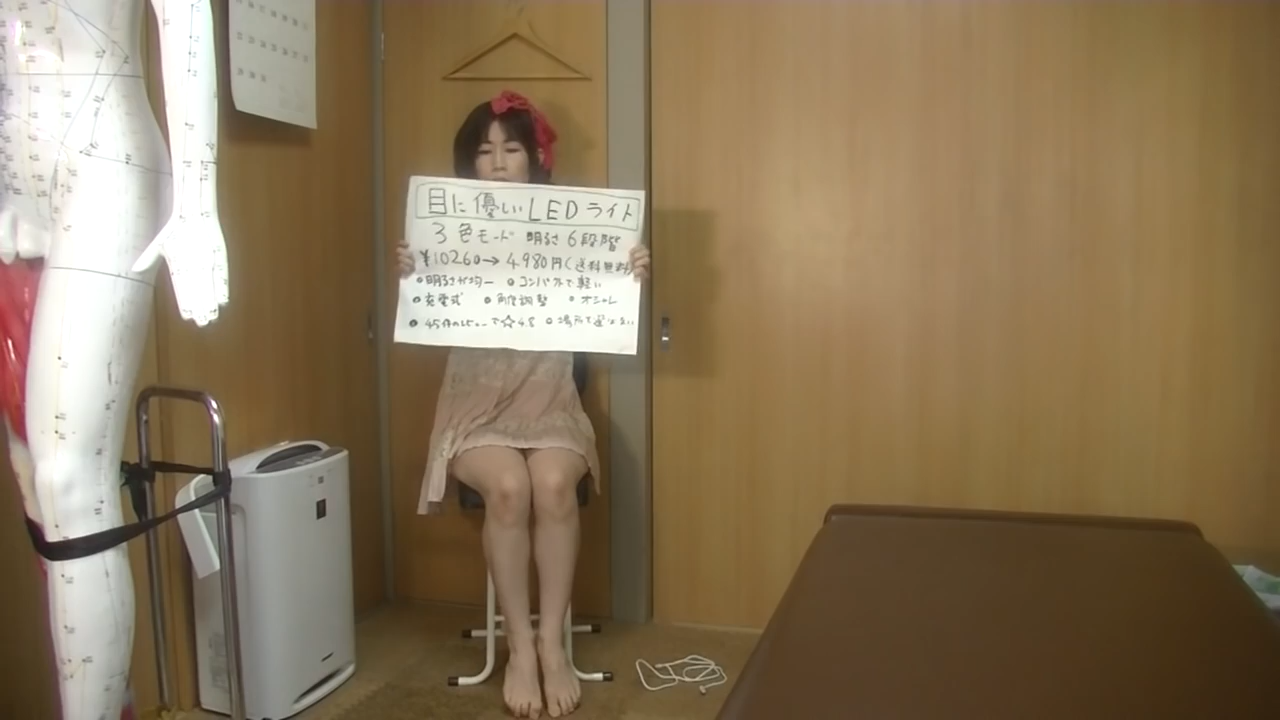 目に優しいLEDライト
3色モード 明るさ6段階
¥10260→4.980円(送料無料)
•明るさが均一 •コンパクトで軽い
•充電式 •角度調整 •オシャレ
•45件のレビューで☆4.8 •場所を選ばない